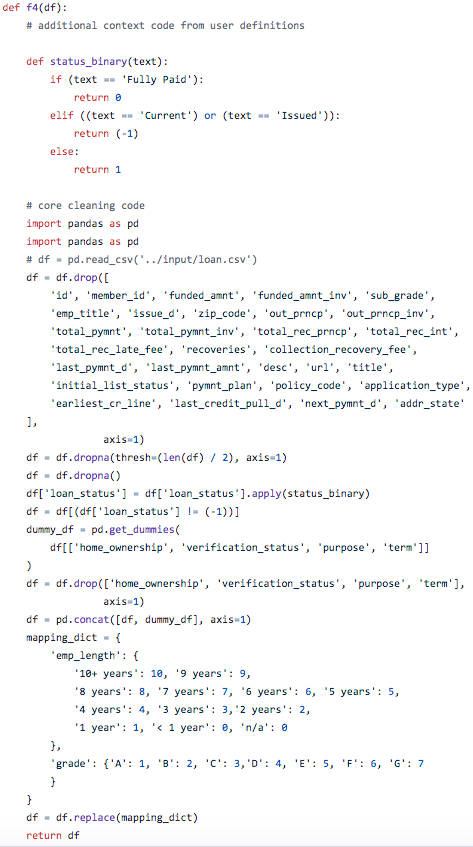 def f4(df):
    # additional context code from user definitions

    def status_binary(text):
        if (text == 'Fully Paid'):
            return 0
        elif ((text == 'Current') or (text == 'Issued')):
            return (-1)
        else:
            return 1

    # core cleaning code
    import pandas as pd
    import pandas as pd
    # df = pd.read_csv('../input/loan.csv')
    df = df.drop([
        'id', 'member_id', 'funded_amnt', 'funded_amnt_inv', 'sub_grade',
        'emp_title', 'issue_d', 'zip_code', 'out_prncp', 'out_prncp_inv',
        'total_pymnt', 'total_pymnt_inv', 'total_rec_prncp', 'total_rec_int',
        'total_rec_late_fee', 'recoveries', 'collection_recovery_fee',
        'last_pymnt_d', 'last_pymnt_amnt', 'desc', 'url', 'title',
        'initial_list_status', 'pymnt_plan', 'policy_code', 'application_type',
        'earliest_cr_line', 'last_credit_pull_d', 'next_pymnt_d', 'addr_state'
    ],
                axis=1)
    df = df.dropna(thresh=(len(df) / 2), axis=1)
    df = df.dropna()
    df['loan_status'] = df['loan_status'].apply(status_binary)
    df = df[(df['loan_status'] != (-1))]
    dummy_df = pd.get_dummies(
        df[['home_ownership', 'verification_status', 'purpose', 'term']]
    )
    df = df.drop(['home_ownership', 'verification_status', 'purpose', 'term'],
                axis=1)
    df = pd.concat([df, dummy_df], axis=1)
    mapping_dict = {
        'emp_length': {
            '10+ years': 10, '9 years': 9,
            '8 years': 8, '7 years': 7, '6 years': 6, '5 years': 5,
            '4 years': 4, '3 years': 3,'2 years': 2,
            '1 year': 1, '< 1 year': 0, 'n/a': 0
        },
        'grade': {'A': 1, 'B': 2, 'C': 3,'D': 4, 'E': 5, 'F': 6, 'G': 7
        }
    }
    df = df.replace(mapping_dict)
    return df